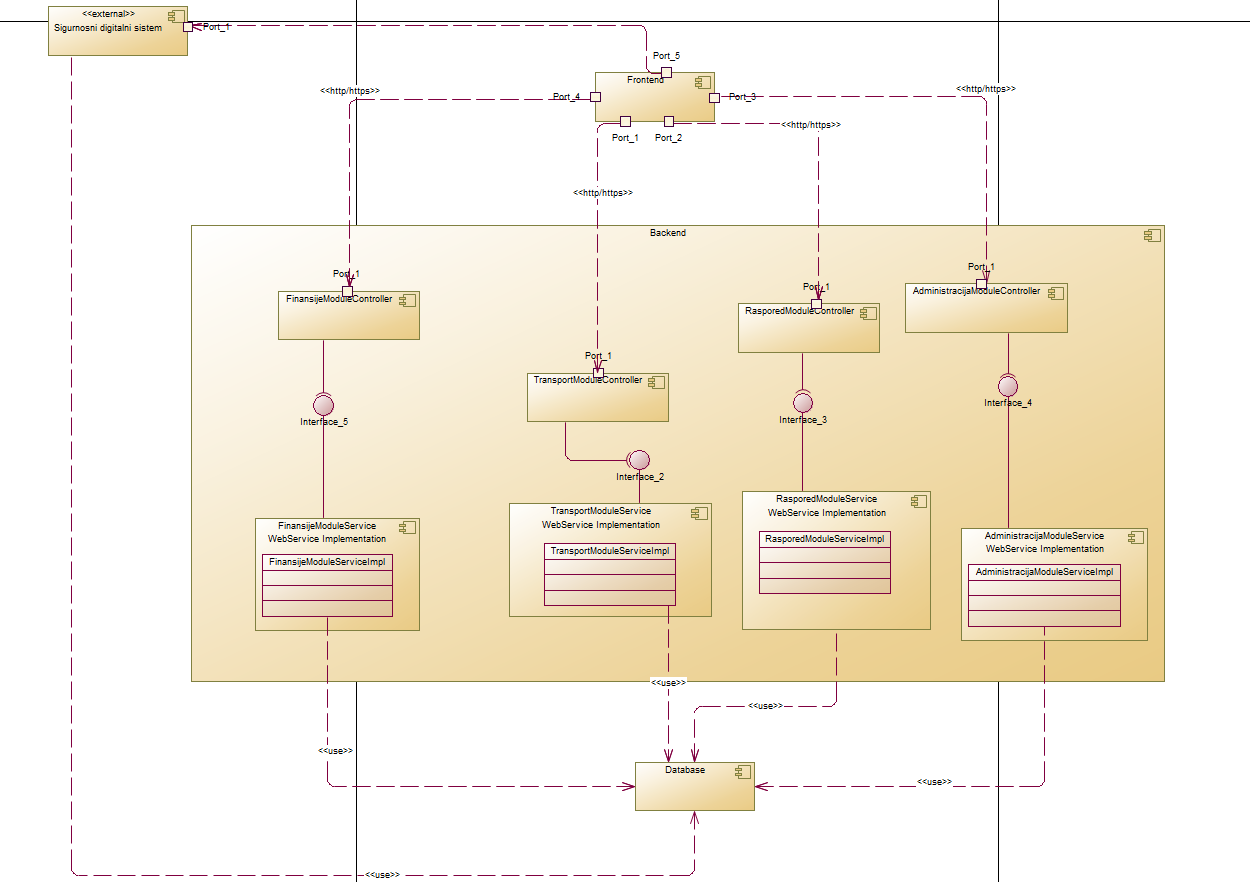 <<external>>
Sigurnosni digitalni sistem
Port_1
Port_5
Frontend
Port_4
Port_3
Port_1
Port_2
<<http/https>>
<<http/https>>
<<http/https>>
<<http/https>>
Backend
Port_1
FinansijeModuleController
Port_1
TransportModuleController
Port_1
RasporedModuleController
Port_1
AdministracijaModuleController
Interface_5
Interface_2
Interface_3
Interface_4
FinansijeModuleService
WebService Implementation
FinansijeModuleServiceImpl
TransportModuleService
WebService Implementation
TransportModuleServiceImpl
RasporedModuleService
WebService Implementation
RasporedModuleServiceImpl
AdministracijaModuleService
WebService Implementation
AdministracijaModuleServiceImpl
<<use>>
<<use>>
<<use>>
<<use>>
Database
<<use>>